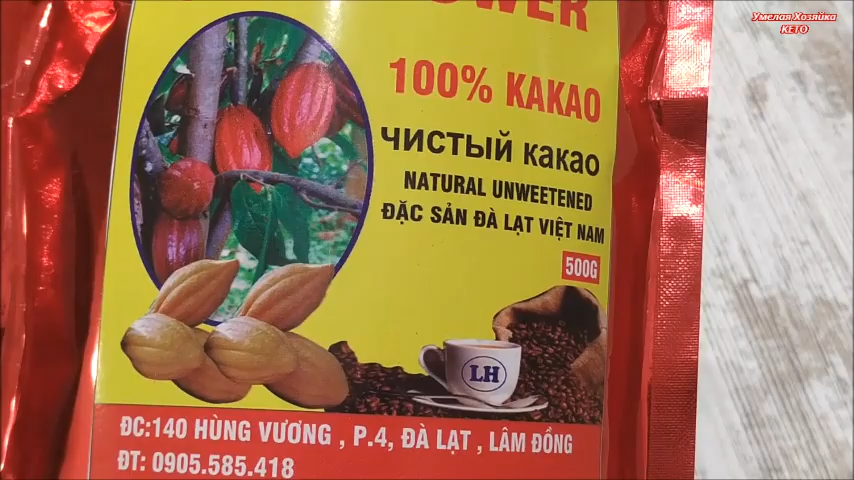 Умелая Хозяйка
КЕТО
100% KAKAO
чистый какао
NATURAL UNWEETENED
ĐẶC SẢN ĐÀ LẠT VIỆT NAM
500G
LH
ĐC:140 HÙNG VƯƠNG , P.4, ĐÀ LẠT , LÂM ĐỒNG
ĐT: 0905.585.418